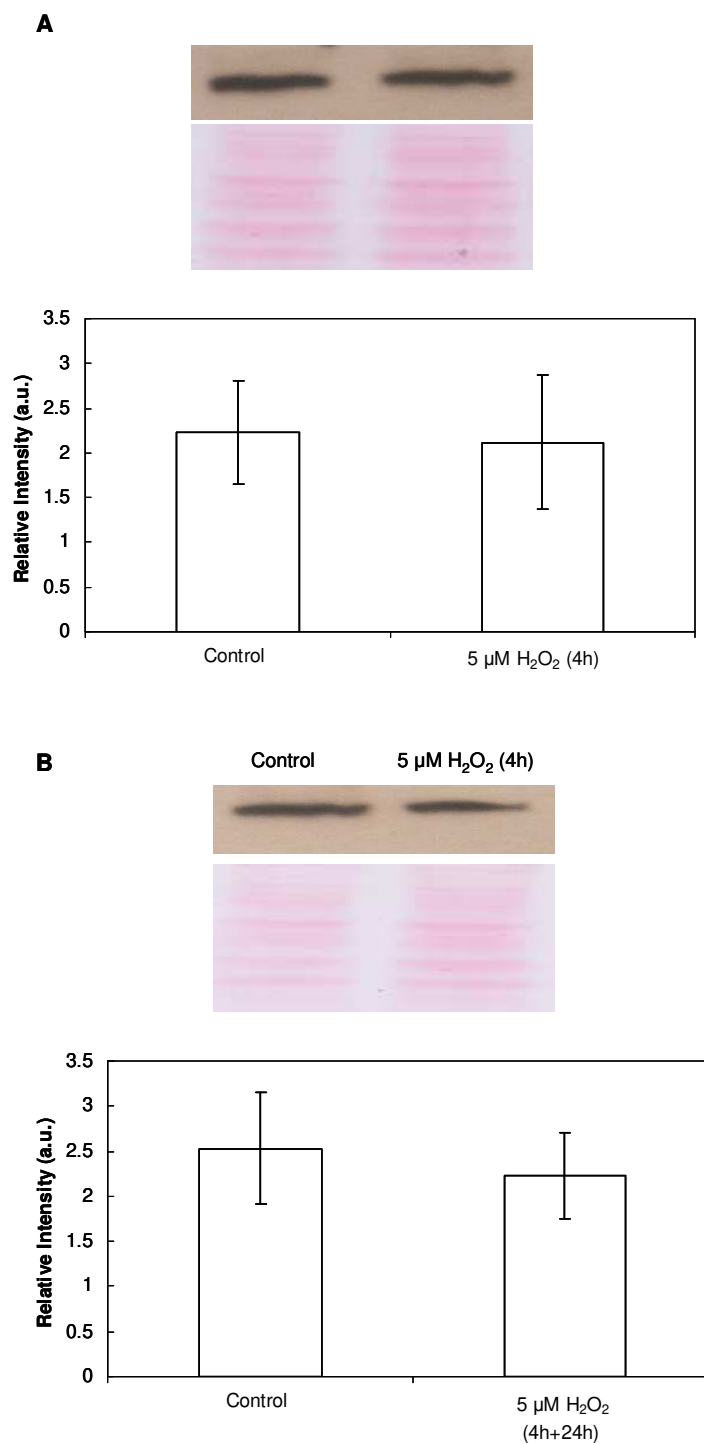 A
3.5
3
2.5
2
1.5
1
0.5
0
Relative Intensity (a.u.)
Control
5 µM H₂O₂ (4h)
B
Control 5 µM H₂O₂ (4h)
3.5
3
2.5
2
1.5
1
0.5
0
Relative Intensity (a.u.)
Control
5 µM H₂O₂
(4h+24h)